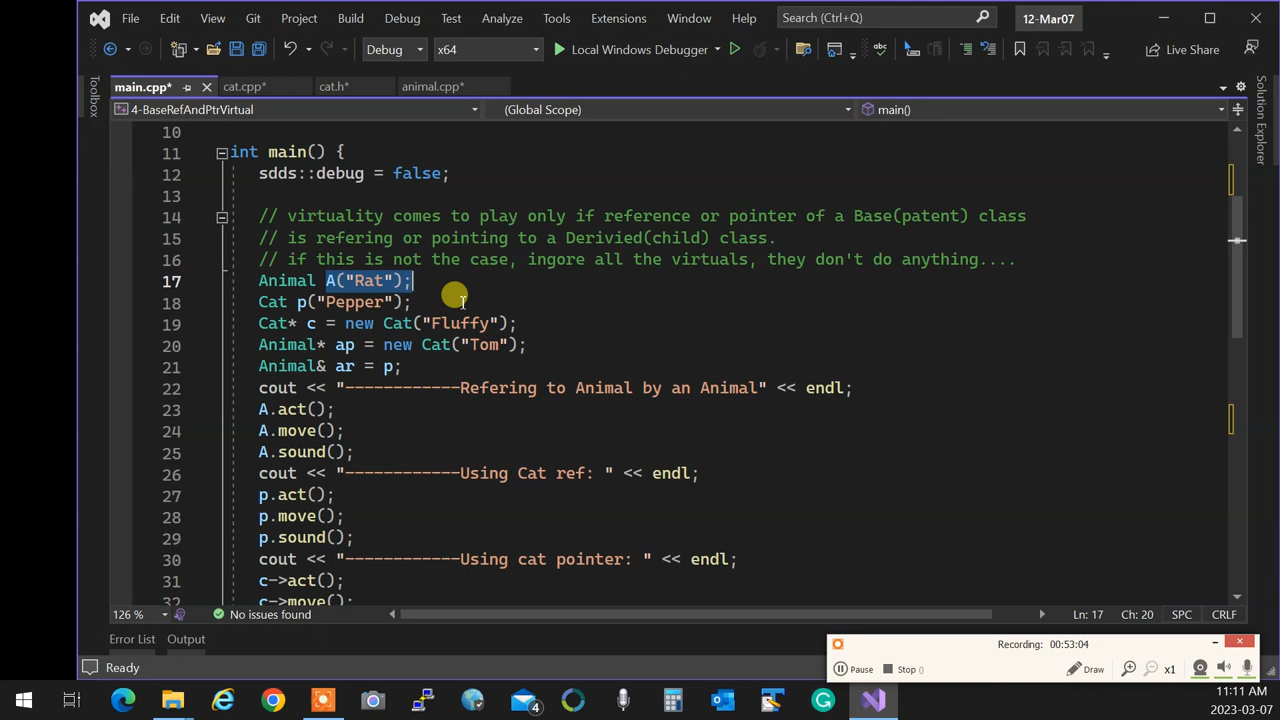 File Edit View Git Project Build Debug Test Analyze Tools Extensions Window Help Search (Ctrl+Q) 12-Mar07
Debug x64 Local Windows Debugger Live Share
main.cpp* cat.cpp* cat.h* animal.cpp*
Toolbox
Solution Explorer
4-BaseRefAndPtrVirtual (Global Scope) main()
10
11 int main() {
12 sdds::debug = false;
13
14 // virtuality comes to play only if reference or pointer of a Base(patent) class
15 // is refering or pointing to a Derivied(child) class.
16 // if this is not the case, ingore all the virtuals, they don't do anything....
17 Animal A("Rat");
18 Cat p("Pepper");
19 Cat* c = new Cat("Fluffy");
20 Animal* ap = new Cat("Tom");
21 Animal& ar = p;
22 cout << "------------Refering to Animal by an Animal" << endl;
23 A.act();
24 A.move();
25 A.sound();
26 cout << "------------Using Cat ref: " << endl;
27 p.act();
28 p.move();
29 p.sound();
30 cout << "------------Using cat pointer: " << endl;
31 c->act();
32 c->move();
126 % No issues found Ln: 17 Ch: 20 SPC CRLF
Error List Output
Recording: 00:53:04
Pause Stop () Draw x1
Ready
4
11:11 AM
2023-03-07